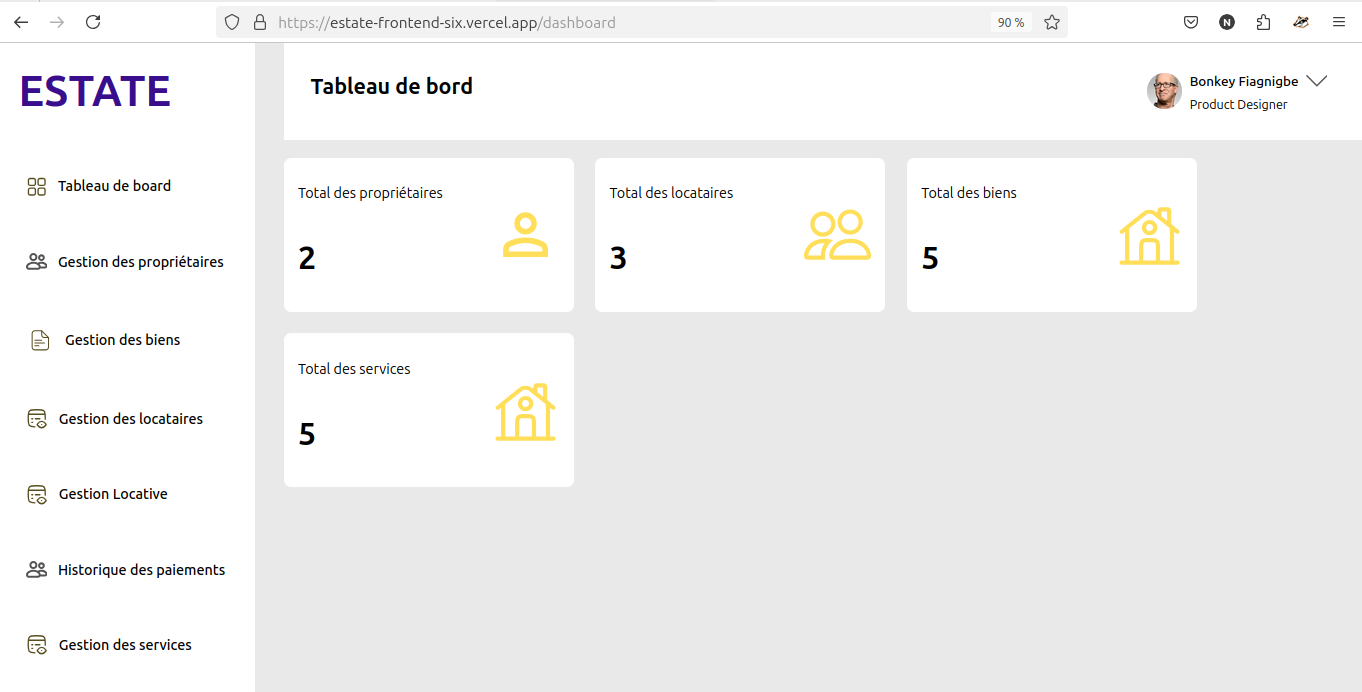 https://estate-frontend-six.vercel.app/dashboard
90 %
N
ESTATE
Tableau de board
Gestion des propriétaires
Gestion des biens
Gestion des locataires
Gestion Locative
Historique des paiements
Gestion des services
Tableau de bord
Bonkey Fiagnigbe
Product Designer
Total des propriétaires
2
Total des locataires
3
Total des biens
5
Total des services
5